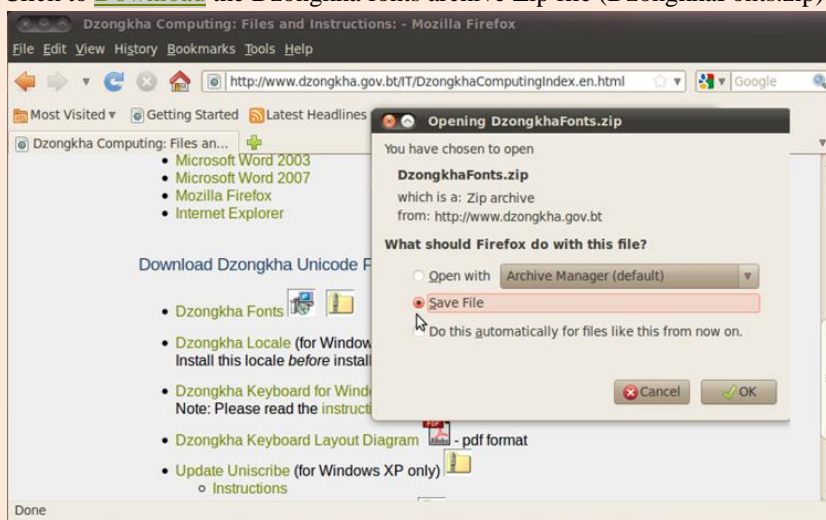 Click to Download the Dzongkha fonts archive Zip file (DzongkhaFonts.zip)
Dzongkha Computing: Files and Instructions: - Mozilla Firefox
File Edit View History Bookmarks Tools Help
http://www.dzongkha.gov.bt/IT/DzongkhaComputingIndex.en.html
Google
Most Visited
Getting Started
Latest Headlines
Dzongkha Computing: Files an...
Microsoft Word 2003
Microsoft Word 2007
Mozilla Firefox
Internet Explorer
Download Dzongkha Unicode F
Dzongkha Fonts
Dzongkha Locale (for Window
Install this locale before instal
Dzongkha Keyboard for Wind
Note: Please read the instructi
Dzongkha Keyboard Layout Diagram PDF - pdf format
Update Uniscribe (for Windows XP only)
Instructions
Opening DzongkhaFonts.zip
You have chosen to open
DzongkhaFonts.zip
which is a: Zip archive
from: http://www.dzongkha.gov.bt
What should Firefox do with this file?
Open with Archive Manager (default)
Save File
Do this automatically for files like this from now on.
Cancel OK
Done